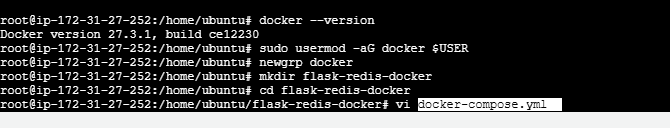 root@ip-172-31-27-252:/home/ubuntu# docker --version
Docker version 27.3.1, build ce12230
root@ip-172-31-27-252:/home/ubuntu# sudo usermod -aG docker $USER
root@ip-172-31-27-252:/home/ubuntu# newgrp docker
root@ip-172-31-27-252:/home/ubuntu# mkdir flask-redis-docker
root@ip-172-31-27-252:/home/ubuntu# cd flask-redis-docker
root@ip-172-31-27-252:/home/ubuntu/flask-redis-docker# vi docker-compose.yml